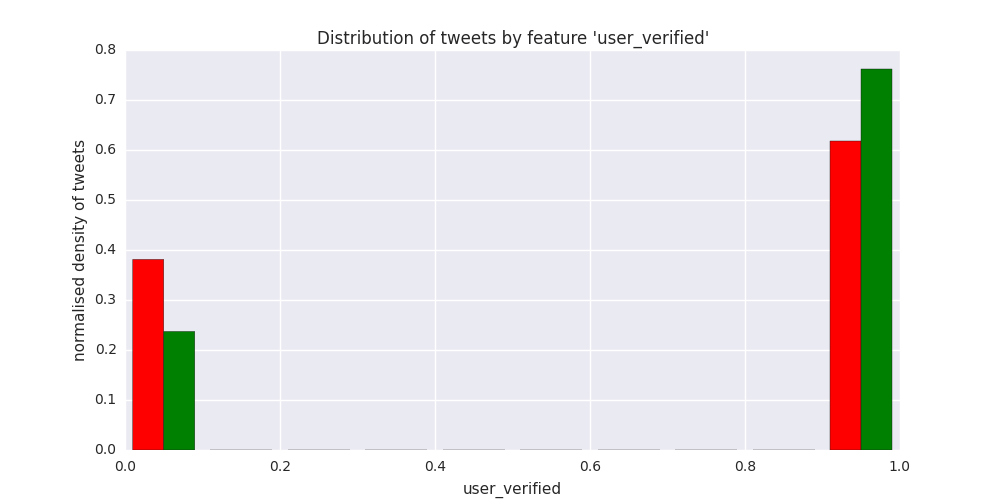 Distribution of tweets by feature 'user_verified'
0.8
0.7
0.6
0.5
0.4
0.3
0.2
0.1
0.0
normalised density of tweets
0.0 0.2 0.4 0.6 0.8 1.0
user_verified